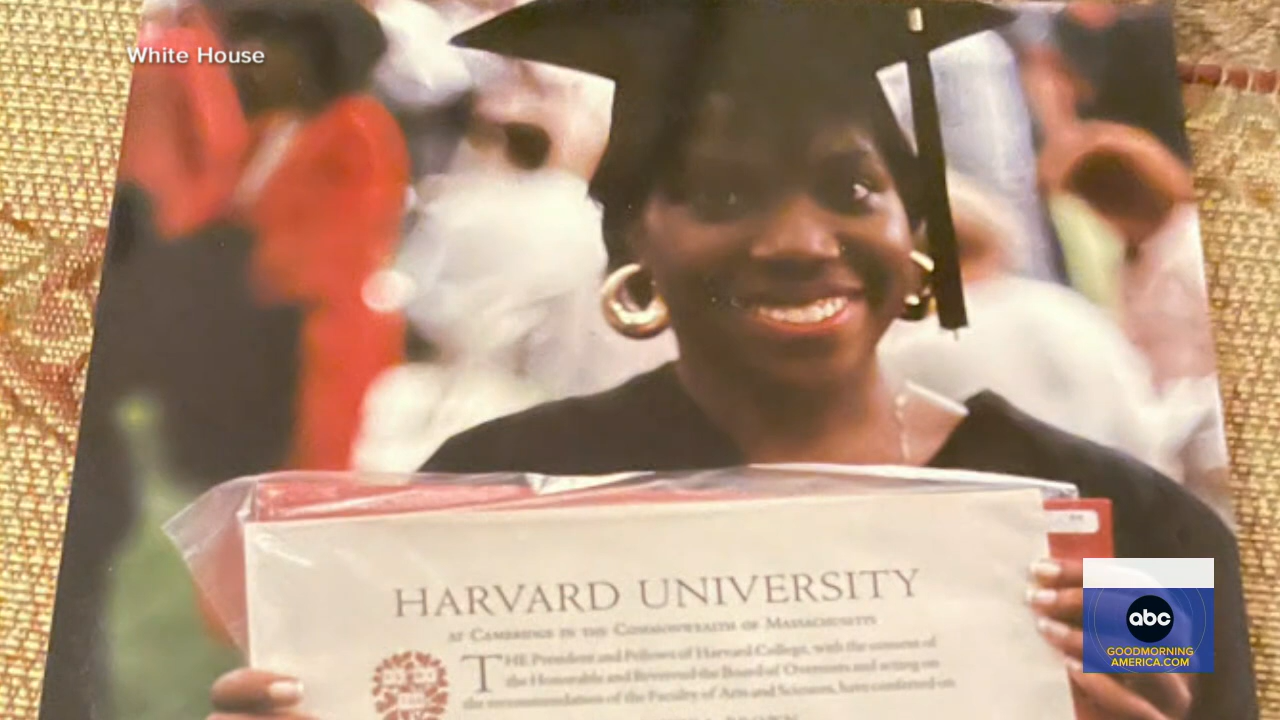 White House
HARVARD UNIVERSITY
AT CAMBRIDGE IN THE COMMONWEALTH OF MASSACHUSETTS
THE President and Fellows of Harvard College, with the consent of
the Honorable and Reverend the Board of Overseers and acting on
the recommendation of the Faculty of Arts and Sciences, have conferred on
abc
GOODMORNING
AMERICA.COM